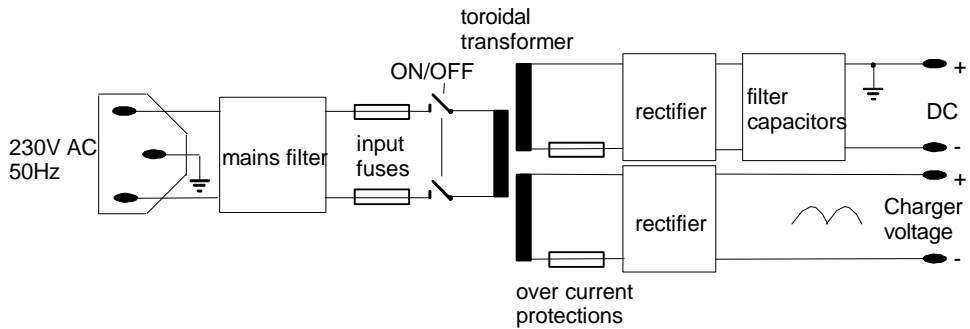 toroidal
transformer
ON/OFF
230V AC
50Hz
mains filter
input
fuses
rectifier
filter
capacitors
+
DC
-
rectifier
+
Charger
voltage
-
over current
protections